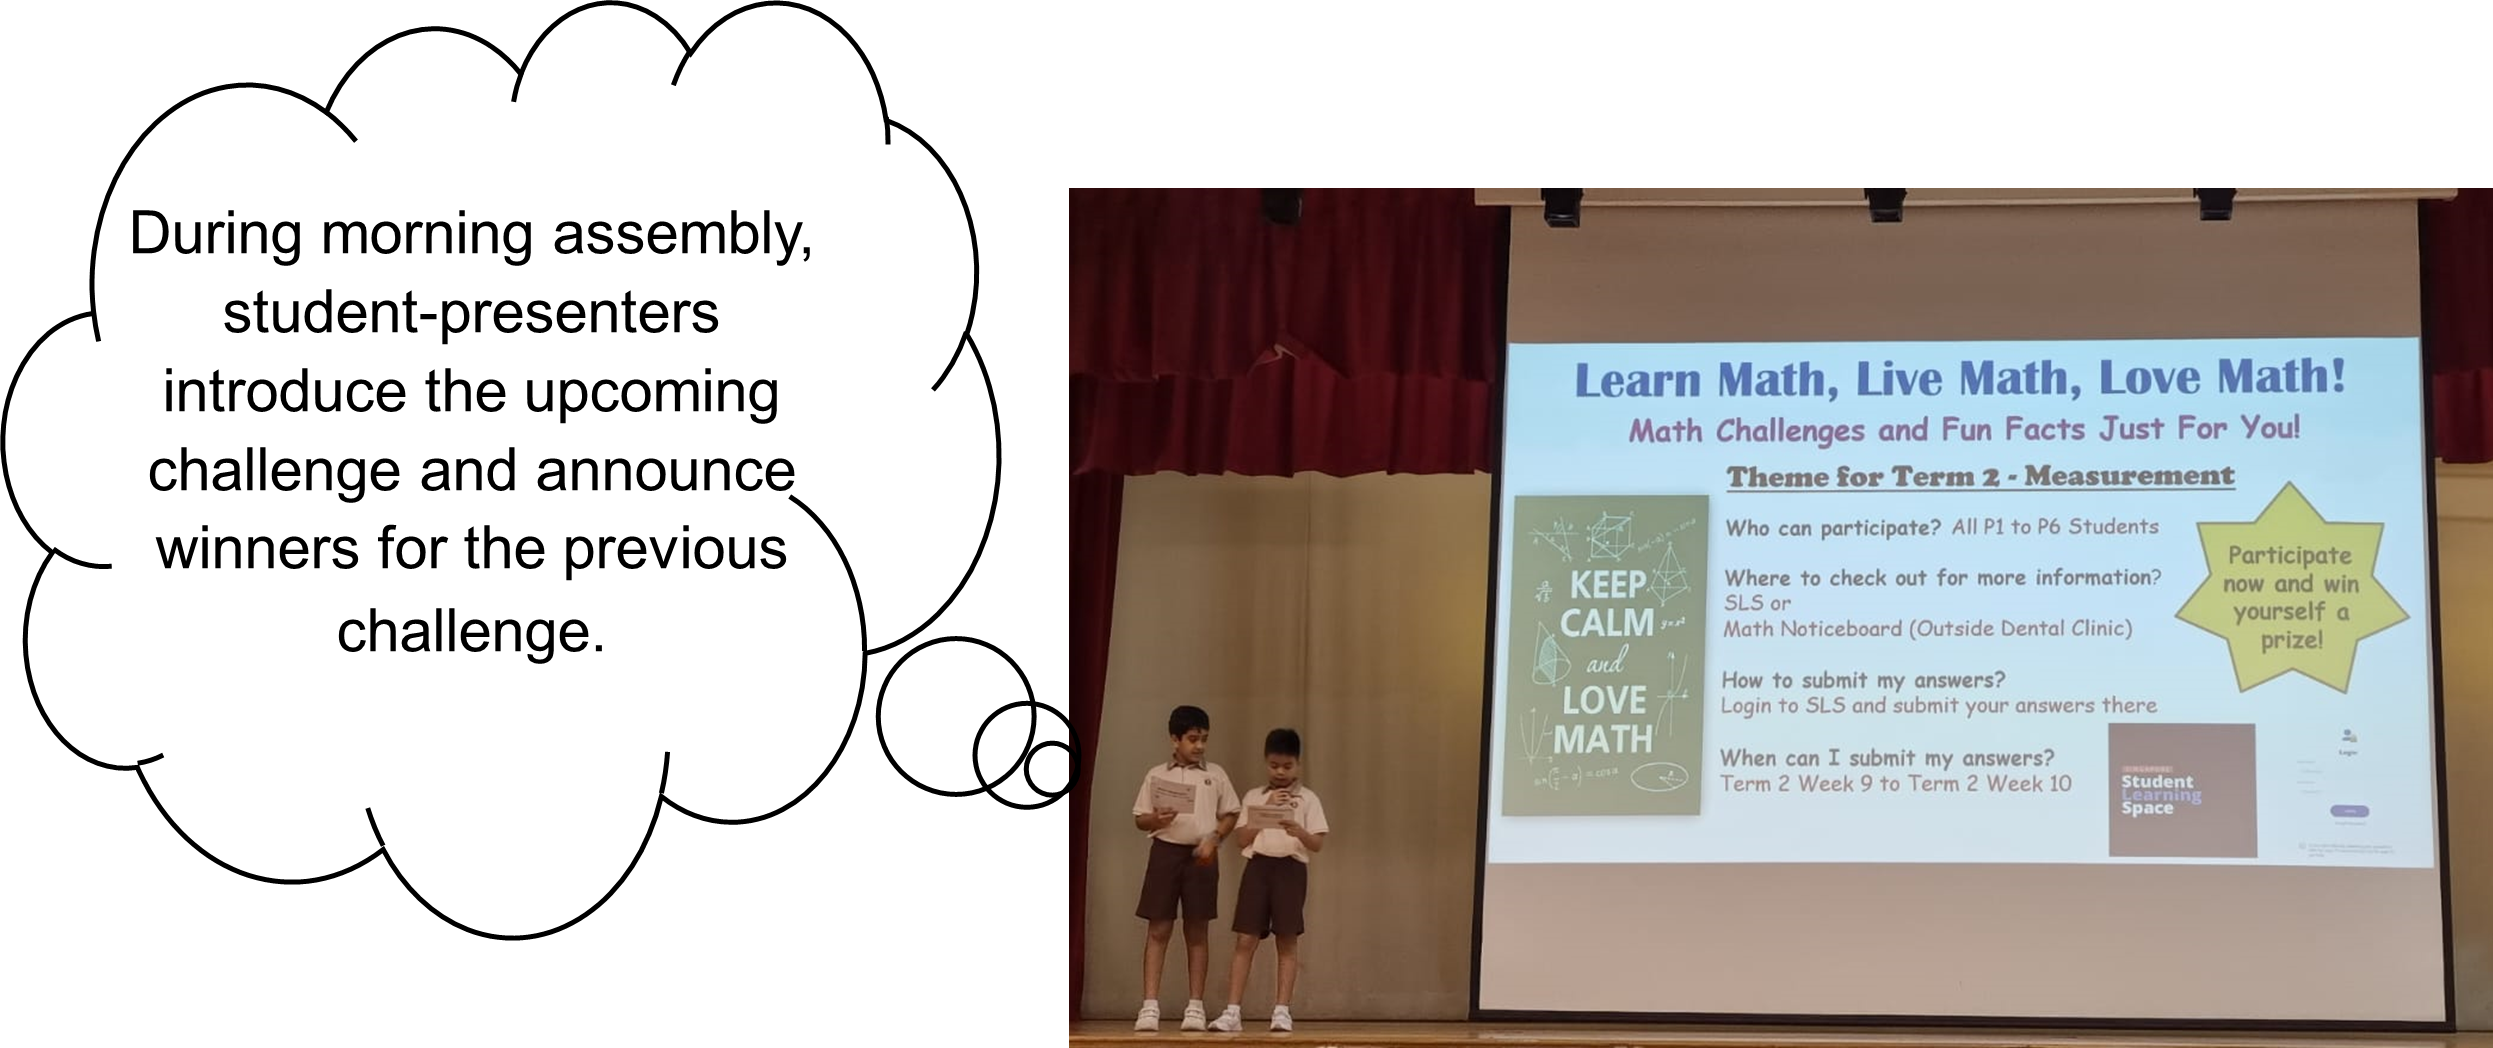 During morning assembly,
student-presenters
introduce the upcoming
challenge and announce
winners for the previous
challenge.
Learn Math, Live Math, Love Math!
Math Challenges and Fun Facts Just For You!
Theme for Term 2 - Measurement
KEEP
CALM
and
LOVE
MATH
Who can participate? All P1 to P6 Students
Where to check out for more information?
SLS or
Math Noticeboard (Outside Dental Clinic)
How to submit my answers?
Login to SLS and submit your answers there
When can I submit my answers?
Term 2 Week 9 to Term 2 Week 10
Participate
now and win
yourself a
prize!
Student
Learning
Space
Login